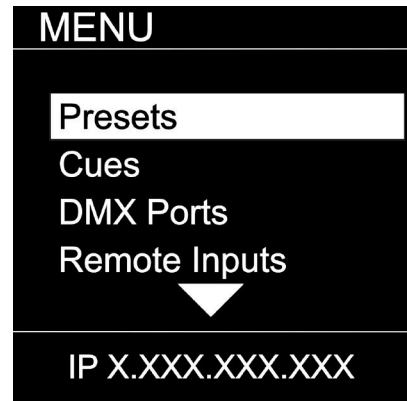 MENU
Presets
Cues
DMX Ports
Remote Inputs
IP X.XXX.XXX.XXX